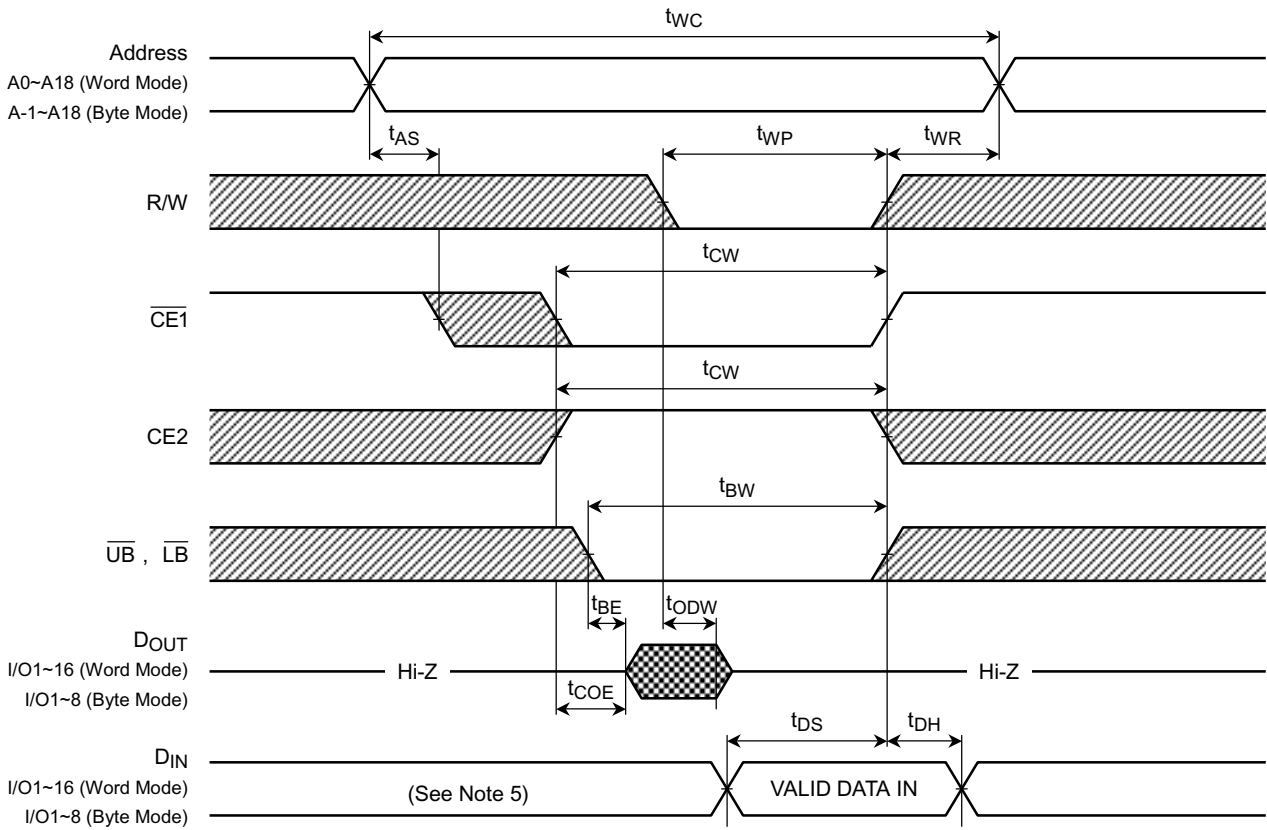 tWC
Address
A0~A18 (Word Mode)
A-1~A18 (Byte Mode)
tAS
tWP
tWR
R/W
tCW
CE1
tCW
CE2
tBW
UB , LB
tBE
tODW
DOUT
I/O1~16 (Word Mode)
I/O1~8 (Byte Mode)
Hi-Z
Hi-Z
tCOE
tDS
tDH
DIN
I/O1~16 (Word Mode)
I/O1~8 (Byte Mode)
(See Note 5)
VALID DATA IN